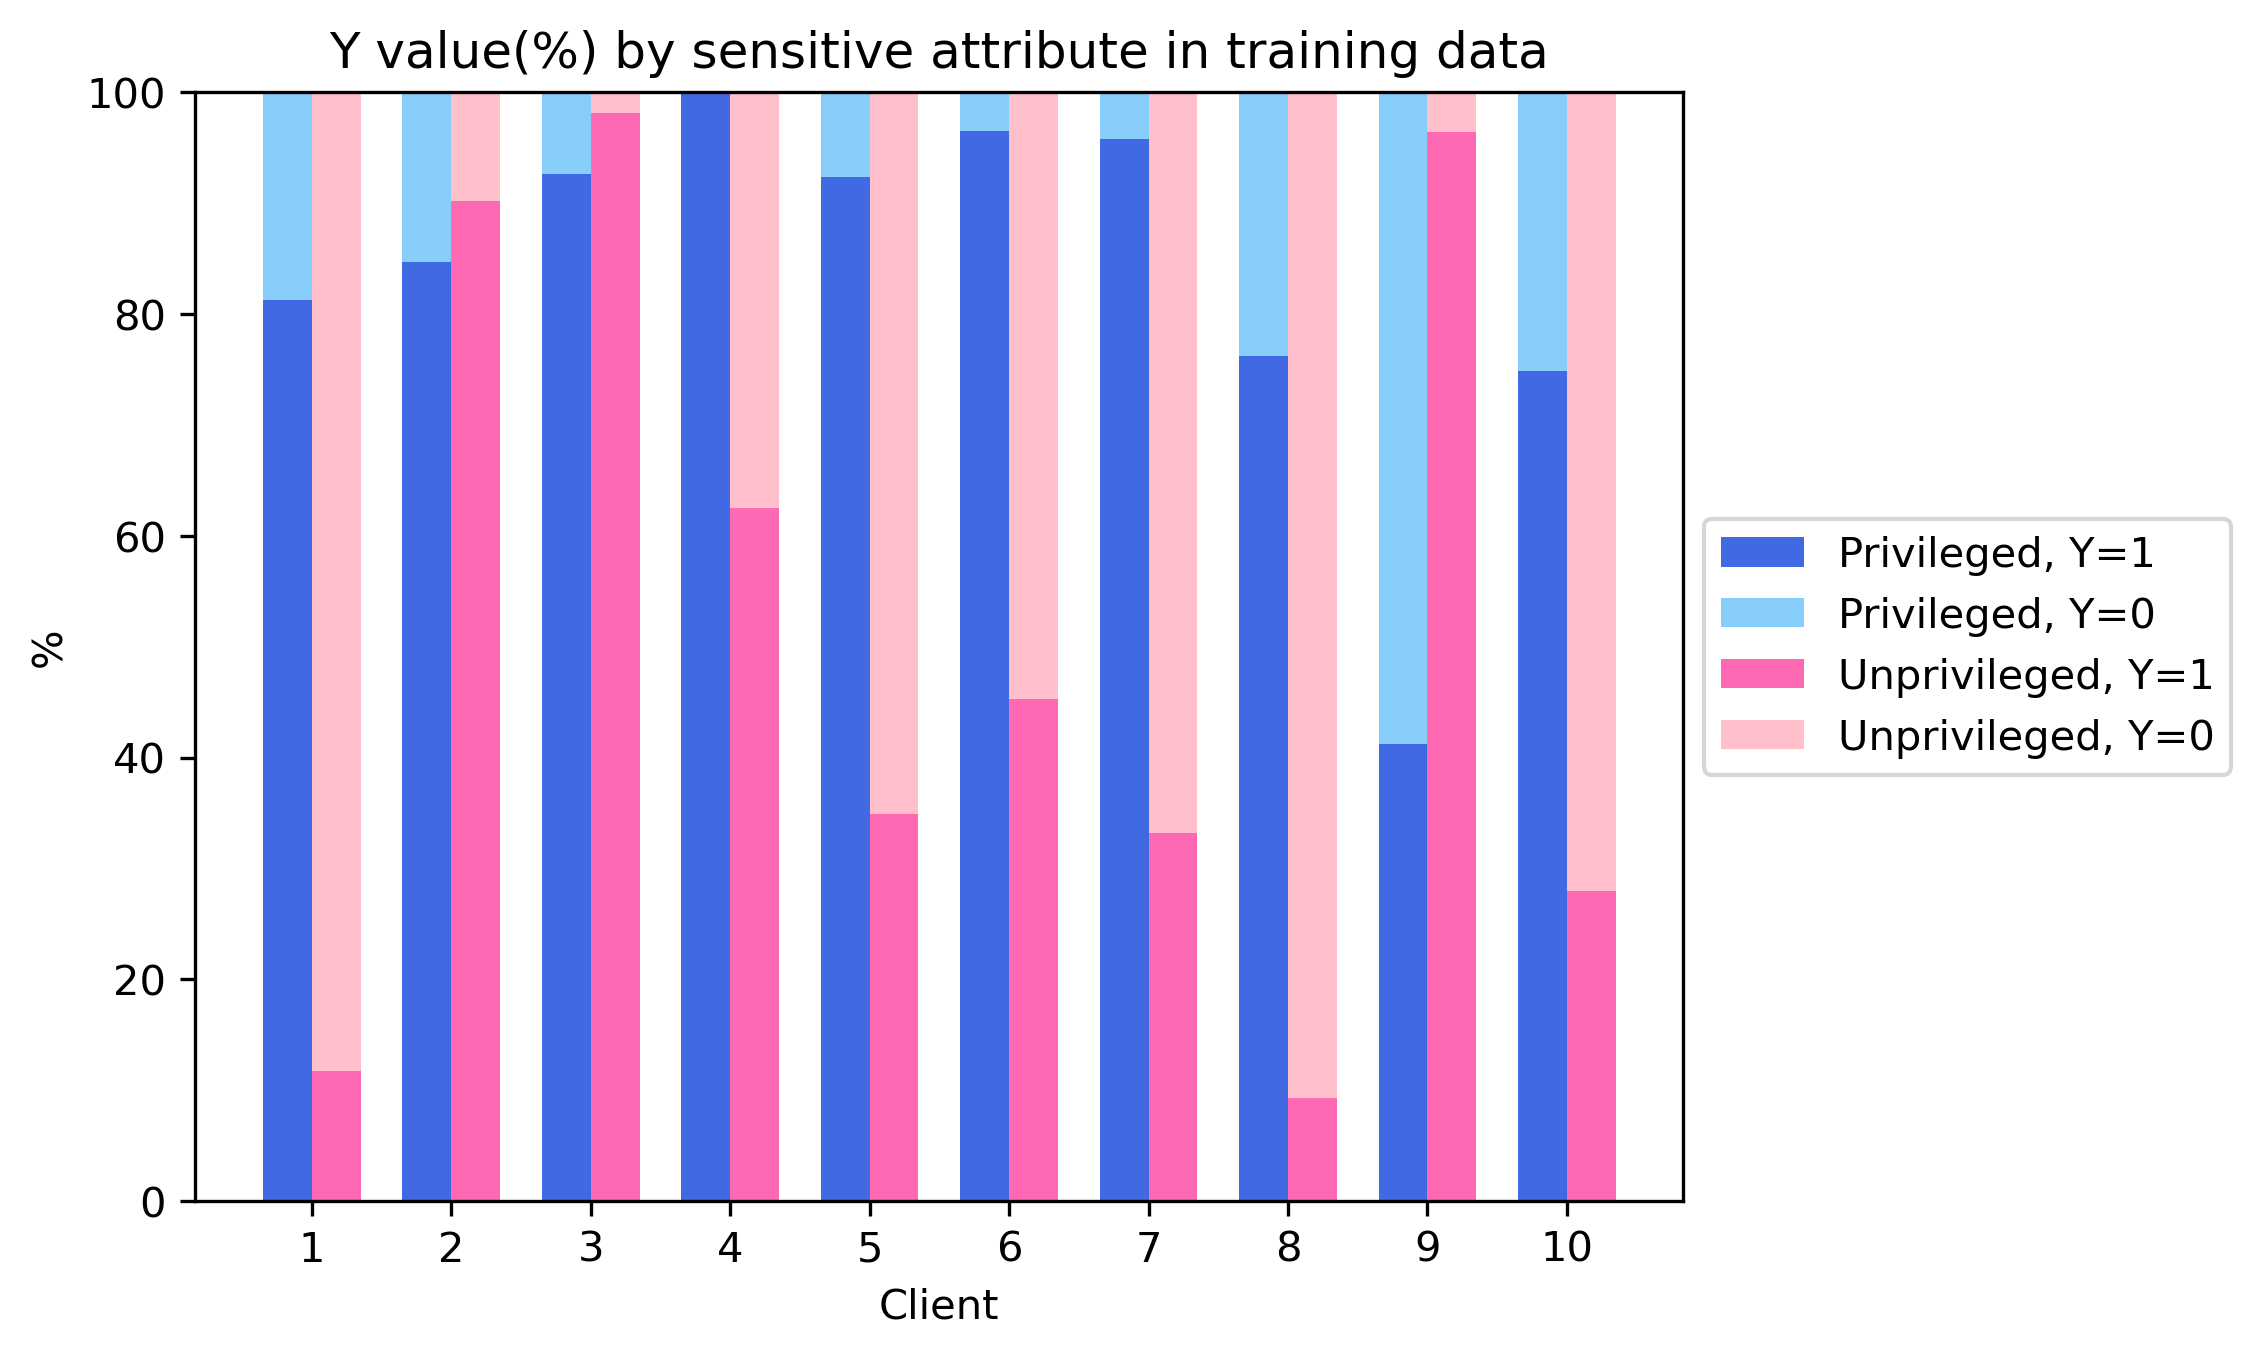 Y value(%) by sensitive attribute in training data
100
80
60
40
20
0
%
1 2 3 4 5 6 7 8 9 10
Client
Privileged, Y=1
Privileged, Y=0
Unprivileged, Y=1
Unprivileged, Y=0